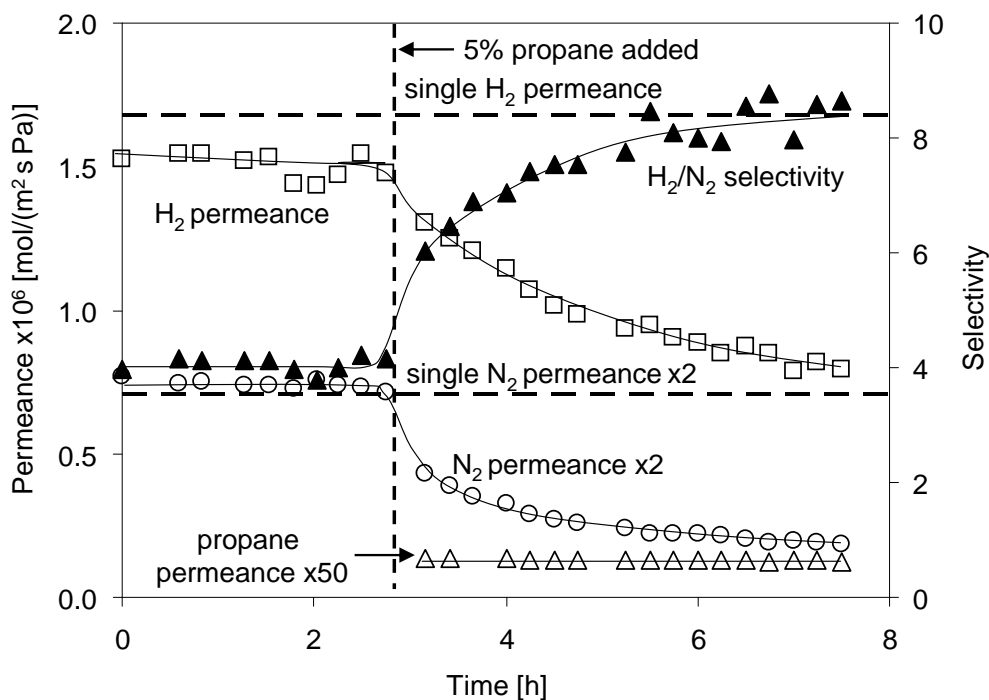 2.0
1.5
1.0
0.5
0.0
Permeance x10⁶ [mol/(m² s Pa)]
5% propane added
single H₂ permeance
H₂ permeance
H₂/N₂ selectivity
single N₂ permeance x2
N₂ permeance x2
propane
permeance x50
10
8
6
4
2
0
Selectivity
0 2 4 6 8
Time [h]